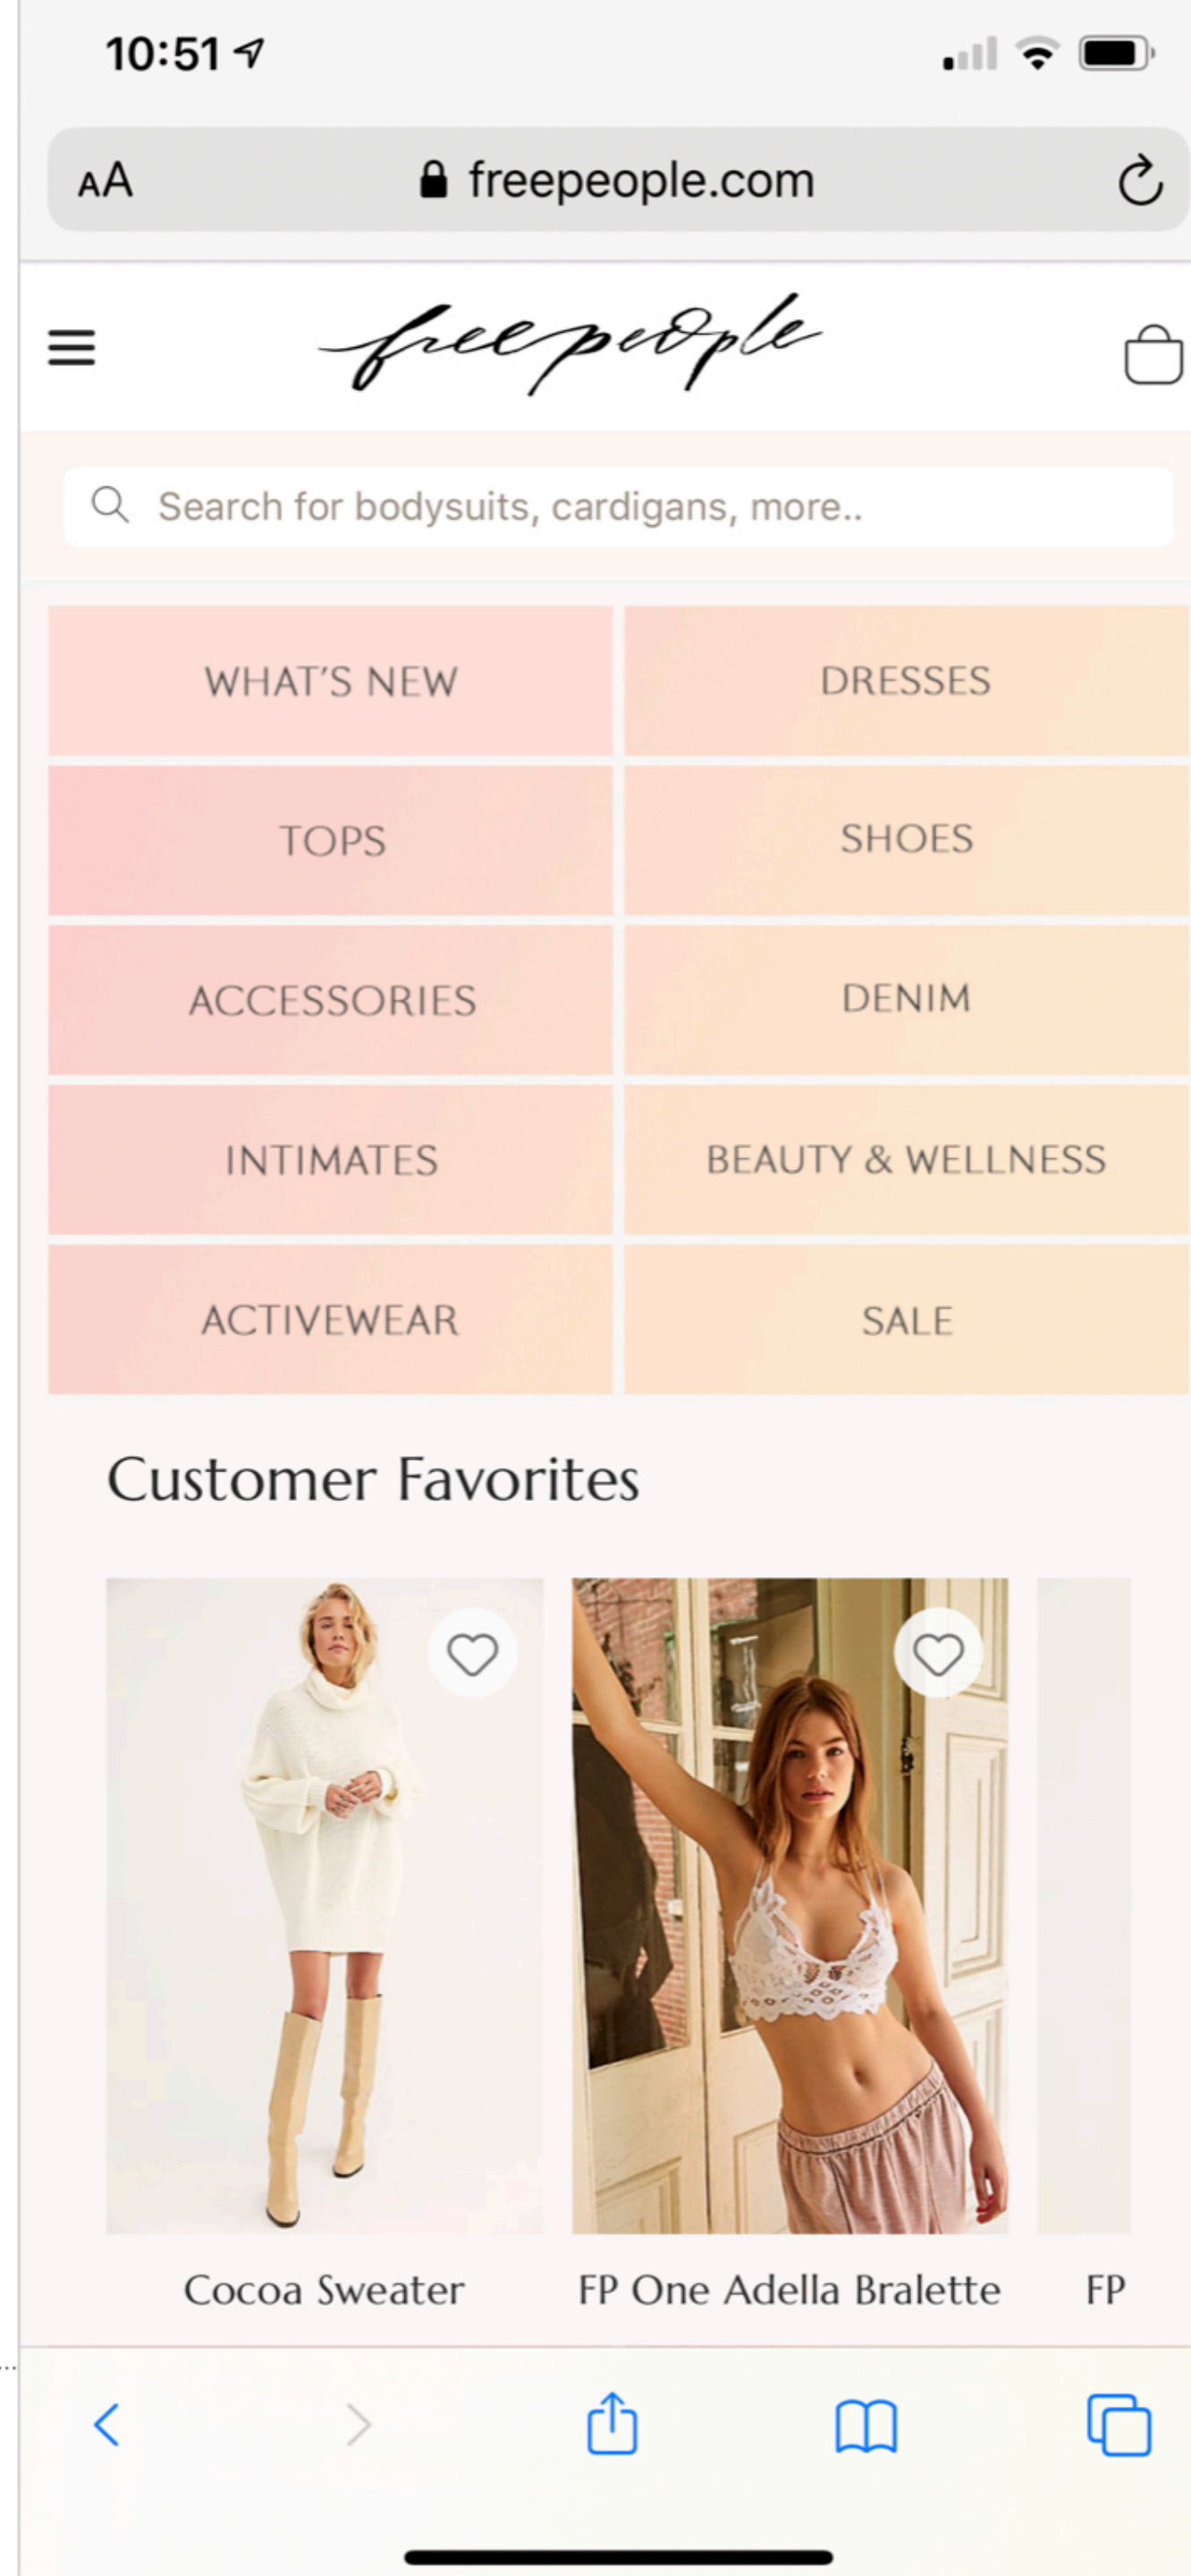 10:51
AA freepeople.com
free people
Search for bodysuits, cardigans, more..
WHAT'S NEW
DRESSES
TOPS
SHOES
ACCESSORIES
DENIM
INTIMATES
BEAUTY & WELLNESS
ACTIVEWEAR
SALE
Customer Favorites
Cocoa Sweater
FP One Adella Bralette
FP